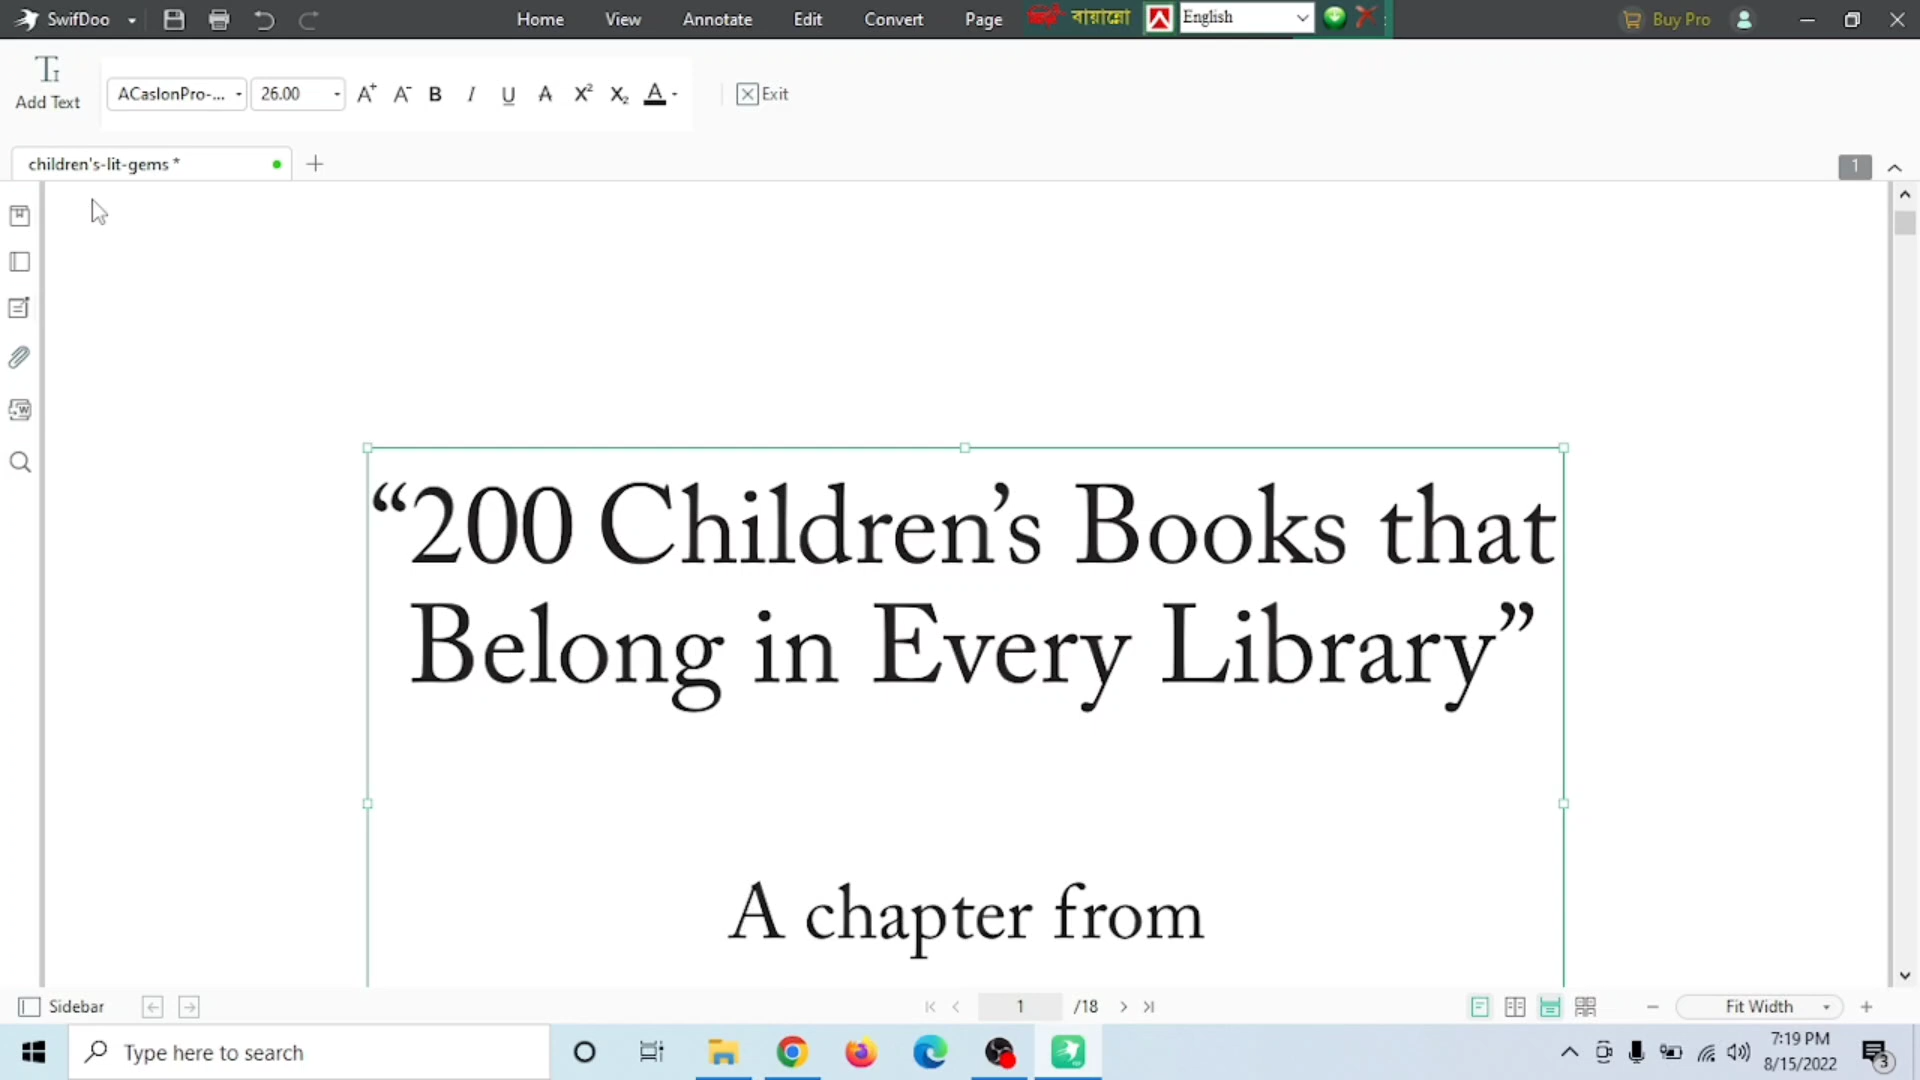 SwifDoo
Home View Annotate Edit Convert Page
বায়ান্নো
English
Buy Pro
Add Text
ACaslonPro-...
26.00
Exit
children's-lit-gems *
1
“200 Children’s Books that
Belong in Every Library”
A chapter from
Sidebar
1 /18
Fit Width
Type here to search
7:19 PM
8/15/2022
3